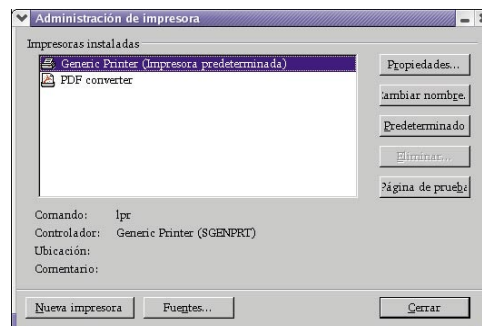 Administración de impresora
Impresoras instaladas
Generic Printer (Impresora predeterminada)
PDF converter
Propiedades...
ambiar nombre.
Predeterminado
Eliminar...
Página de prueba
Comando: lpr
Controlador: Generic Printer (SGENPRT)
Ubicación:
Comentario:
Nueva impresora
Fuentes...
Cerrar